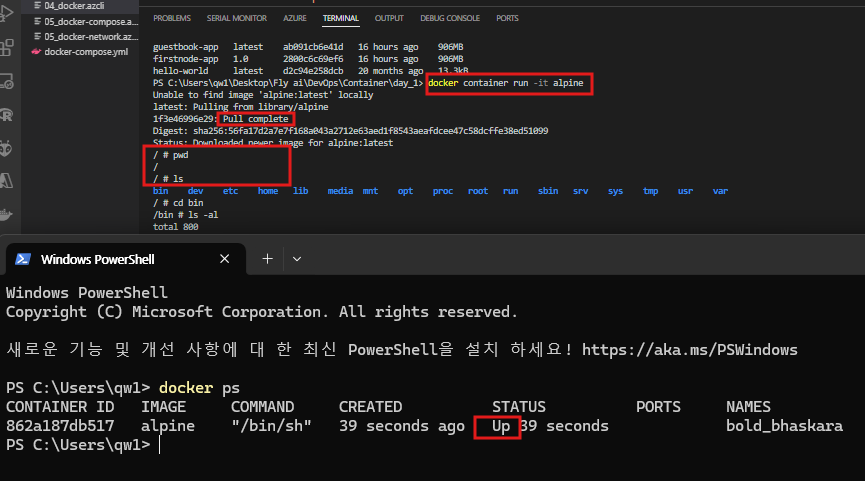 04_docker.azcli
05_docker-compose.a...
05_docker-network.az...
docker-compose.yml
PROBLEMS SERIAL MONITOR AZURE TERMINAL OUTPUT DEBUG CONSOLE PORTS
guestbook-app latest ab091cb6e41d 16 hours ago 906MB
firstnode-app 1.0 2800c6c69ef6 16 hours ago 906MB
hello-world latest d2c94e258dcb 20 months ago 13.3kB
PS C:\Users\qw1\Desktop\Fly ai\DevOps\Container\day_1> docker container run -it alpine
Unable to find image 'alpine:latest' locally
latest: Pulling from library/alpine
1f3e46996e29: Pull complete
Digest: sha256:56fa17d2a7e7f168a043a2712e63aed1f8543aeafdcee47c58dcffe38ed51099
Status: Downloaded newer image for alpine:latest
/ # pwd
/
/ # ls
bin dev etc home lib media mnt opt proc root run sbin srv sys tmp usr var
/ # cd bin
/bin # ls -al
total 800
Windows PowerShell
Windows PowerShell
Copyright (C) Microsoft Corporation. All rights reserved.
새로운 기능 및 개선 사항에 대 한 최신 PowerShell을 설치 하세요! https://aka.ms/PSWindows
PS C:\Users\qw1> docker ps
CONTAINER ID IMAGE COMMAND CREATED STATUS PORTS NAMES
862a187db517 alpine "/bin/sh" 39 seconds ago Up 39 seconds bold_bhaskara
PS C:\Users\qw1>